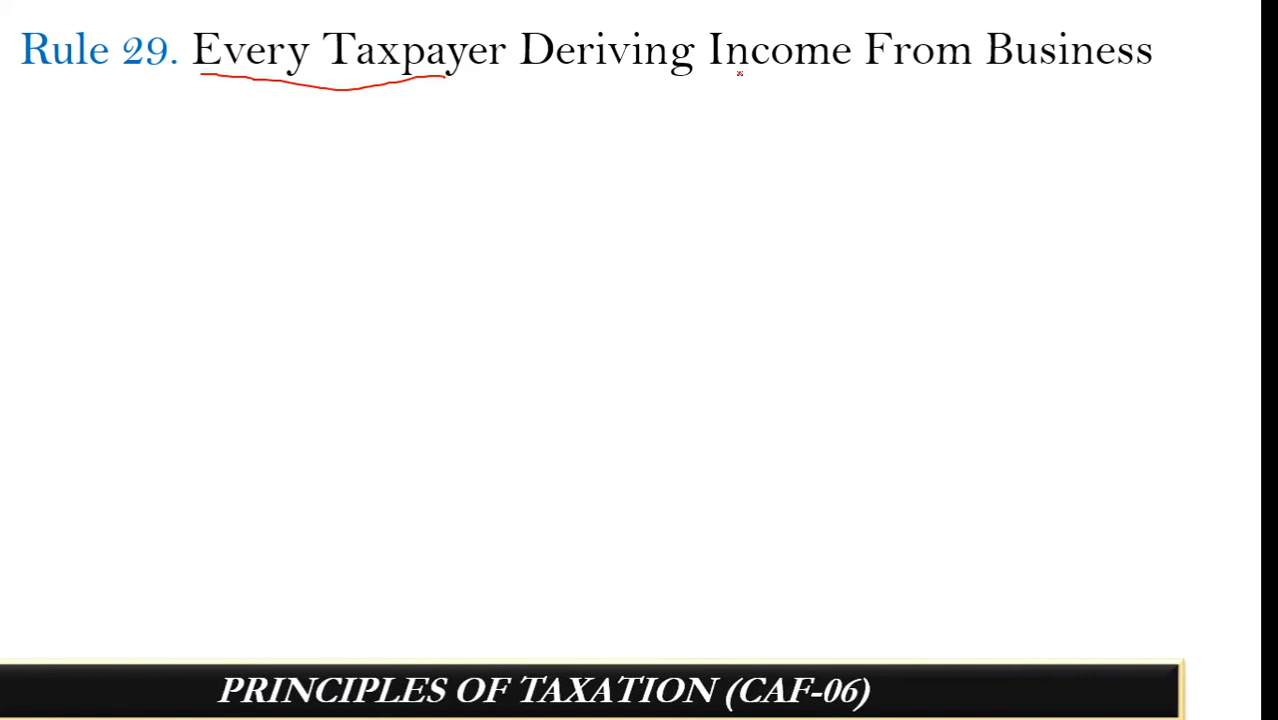 Rule 29. Every Taxpayer Deriving Income From Business
PRINCIPLES OF TAXATION (CAF-06)